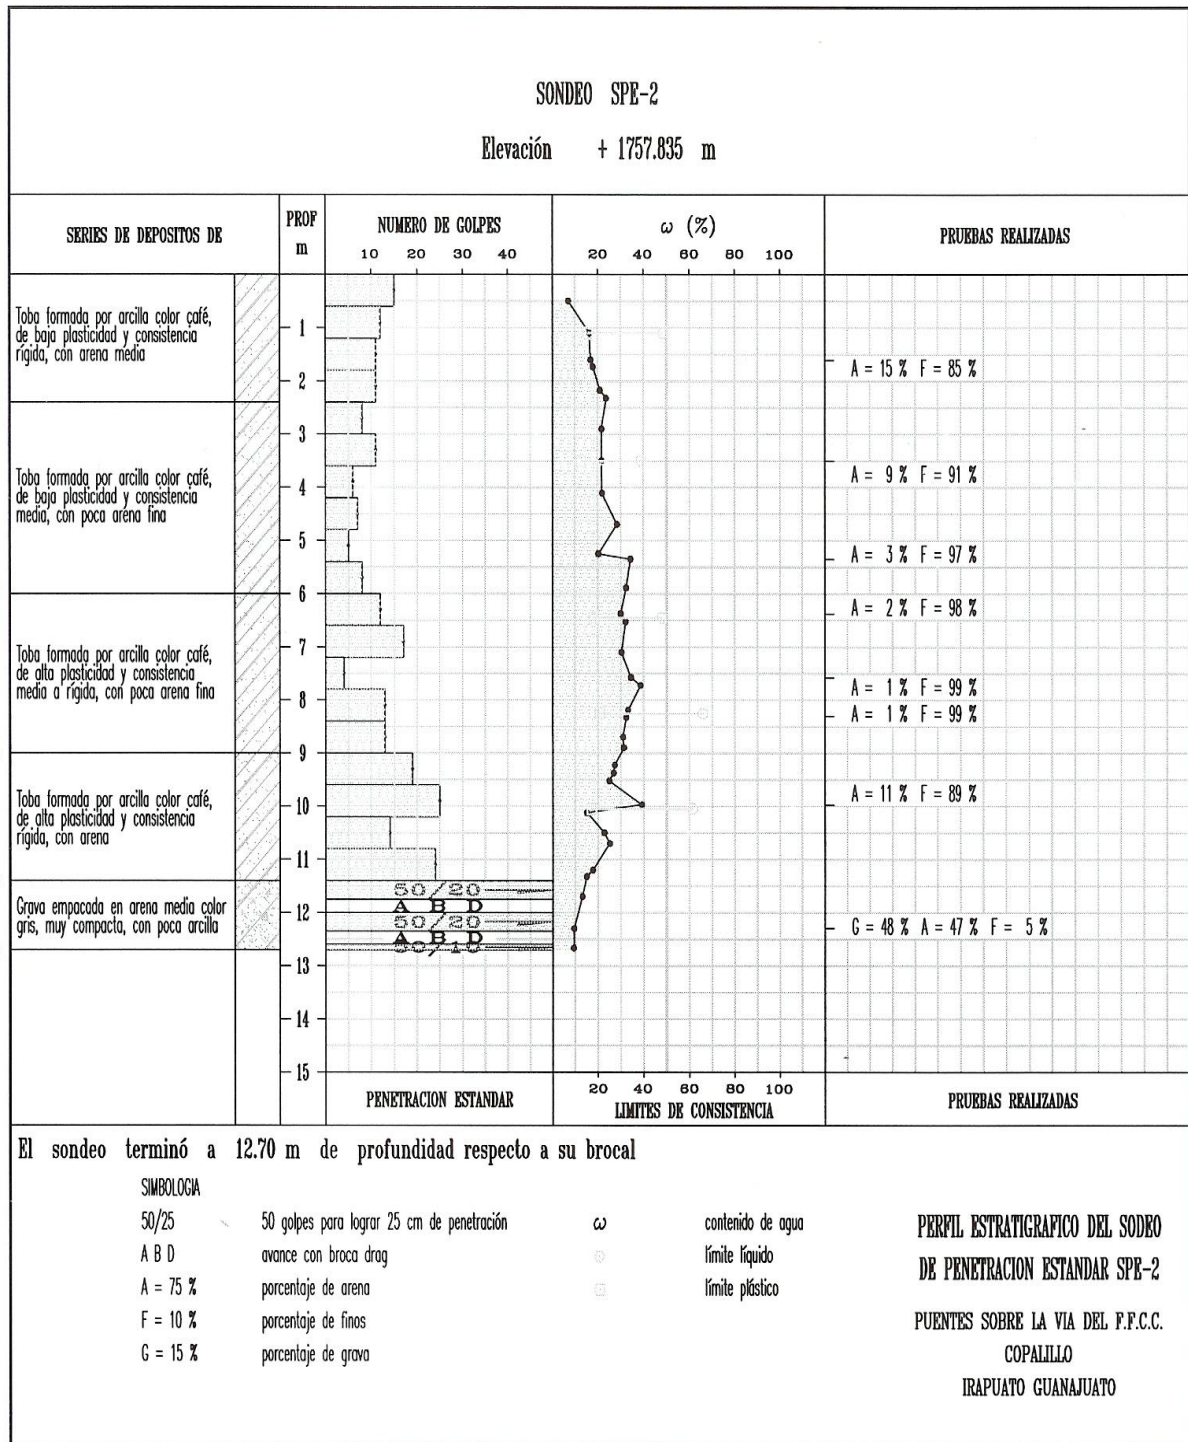 SONDEO SPE-2
Elevación + 1757.835 m
SERIES DE DEPOSITOS DE
PROF
m
NUMERO DE GOLPES
10 20 30 40
ω (%)
20 40 60 80 100
PRUEBAS REALIZADAS
Toba formada por arcilla color café,
de baja plasticidad y consistencia
rígida, con arena media
Toba formada por arcilla color café,
de baja plasticidad y consistencia
media, con poca arena fina
Toba formada por arcilla color café,
de alta plasticidad y consistencia
media a rígida, con poca arena fina
Toba formada por arcilla color café,
de alta plasticidad y consistencia
rígida, con arena
Grava empacada en arena media color
gris, muy compacta, con poca arcilla
1
2
3
4
5
6
7
8
9
10
11
12
13
14
15
50/20
A B D
50/20
A B D
50/10
A = 15 % F = 85 %
A = 9 % F = 91 %
A = 3 % F = 97 %
A = 2 % F = 98 %
A = 1 % F = 99 %
A = 1 % F = 99 %
A = 11 % F = 89 %
G = 48 % A = 47 % F = 5 %
PENETRACION ESTANDAR
20 40 60 80 100
LIMITES DE CONSISTENCIA
PRUEBAS REALIZADAS
El sondeo terminó a 12.70 m de profundidad respecto a su brocal
SIMBOLOGIA
50/25 50 golpes para lograr 25 cm de penetración
A B D avance con broca drag
A = 75 % porcentaje de arena
F = 10 % porcentaje de finos
G = 15 % porcentaje de grava
ω contenido de agua
límite líquido
límite plástico
PERFIL ESTRATIGRAFICO DEL SODEO
DE PENETRACION ESTANDAR SPE-2
PUENTES SOBRE LA VIA DEL F.F.C.C.
COPALILLO
IRAPUATO GUANAJUATO